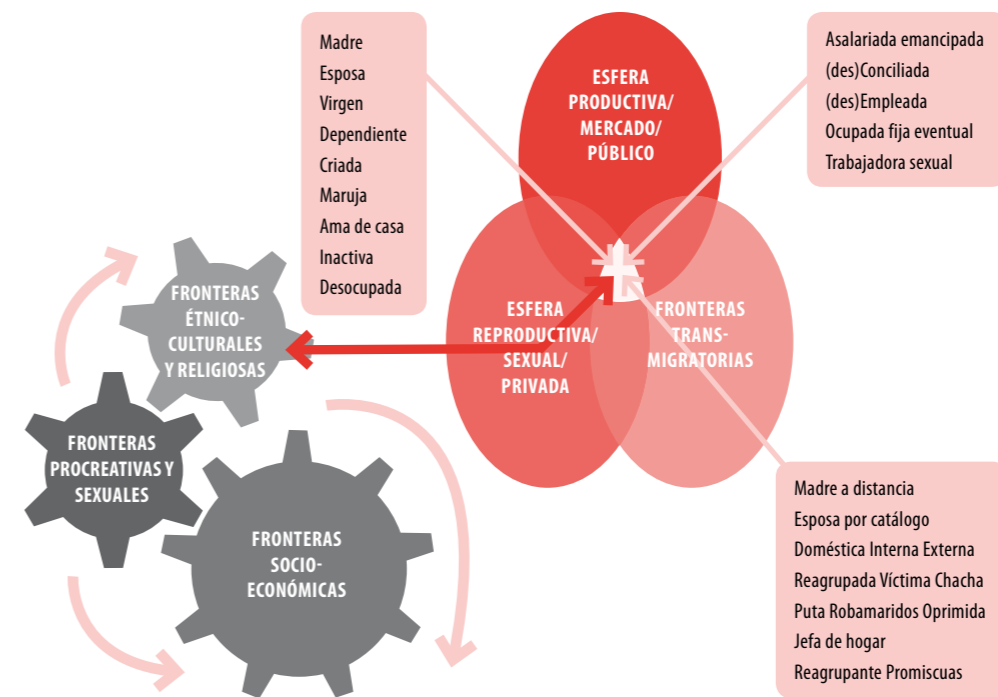 Madre
Esposa
Virgen
Dependiente
Criada
Maruja
Ama de casa
Inactiva
Desocupada
ESFERA
PRODUCTIVA/
MERCADO/
PÚBLICO
Asalariada emancipada
(des)Conciliada
(des)Empleada
Ocupada fija eventual
Trabajadora sexual
FRONTERAS
ÉTNICO-
CULTURALES
Y RELIGIOSAS
ESFERA
REPRODUCTIVA/
SEXUAL/
PRIVADA
FRONTERAS
TRANS-
MIGRATORIAS
FRONTERAS
PROCREATIVAS Y
SEXUALES
FRONTERAS
SOCIO-
ECONÓMICAS
Madre a distancia
Esposa por catálogo
Doméstica Interna Externa
Reagrupada Víctima Chacha
Puta Robamaridos Oprimida
Jefa de hogar
Reagrupante Promiscuas